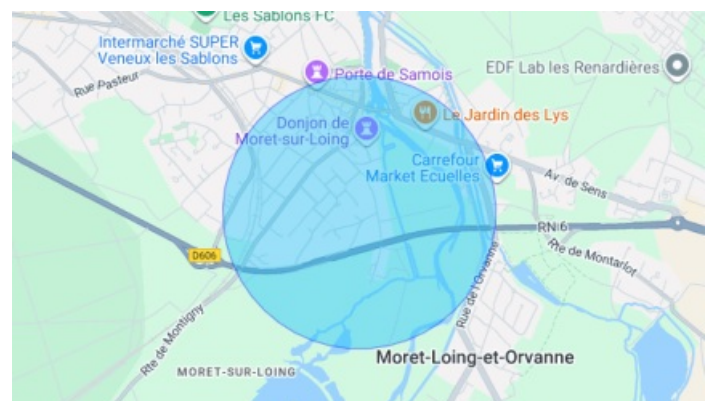 Les Sablons FC
Intermarché SUPER
Veneux les Sablons
Rue Pasteur
Porte de Samois
EDF Lab les Renardières
Le Jardin des Lys
Donjon de
Moret-sur-Loing
Carrefour
Market Ecuelles
Av. de Sens
RN 6
Rte de Montarlot
D606
Rue de l'Orvanne
Rte de Montigny
Moret-Loing-et-Orvanne
MORET-SUR-LOING